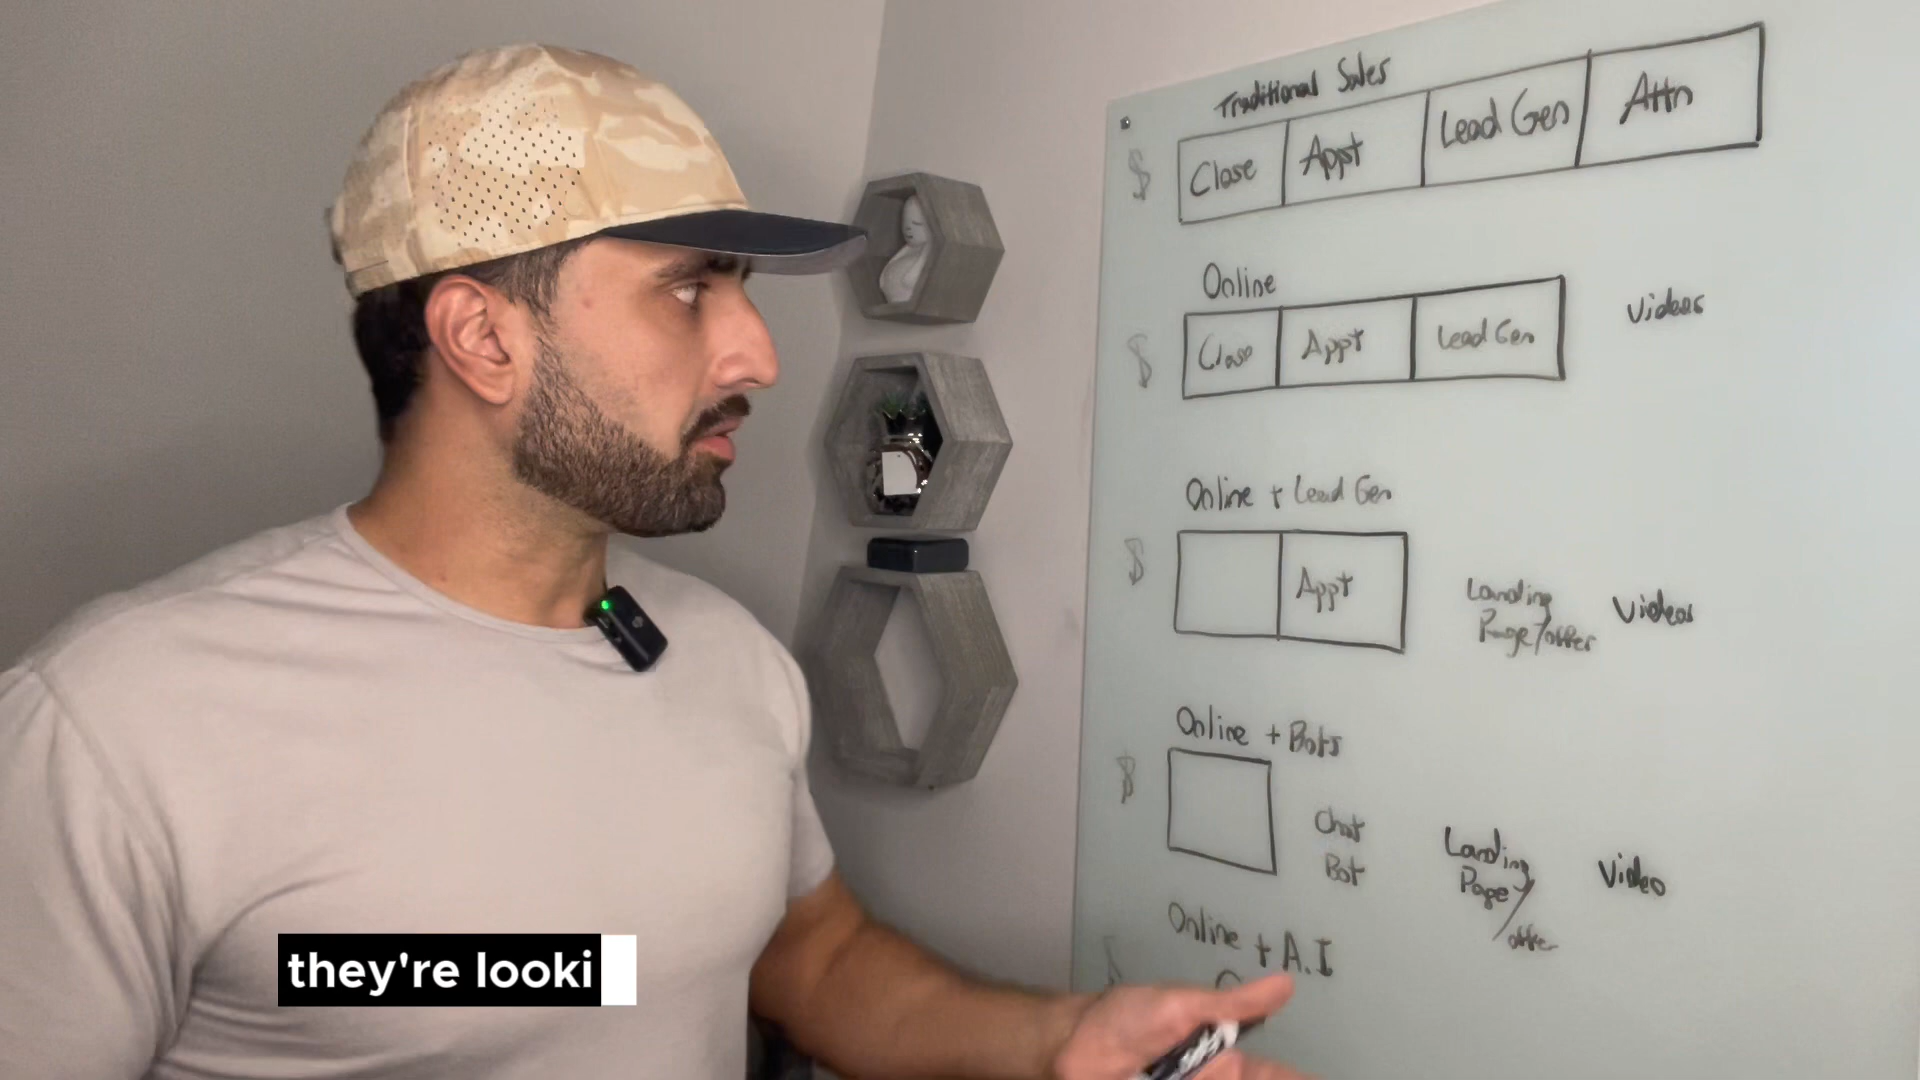 Traditional Sales
$ Close Appt Lead Gen Attn
Online
$ Close Appt Lead Gen Videos
Online + Lead Gen
$ Appt Landing Page/offer Videos
Online + Bots
$ Chat Bot Landing Page/offer Video
Online + A.I
$
they're looki